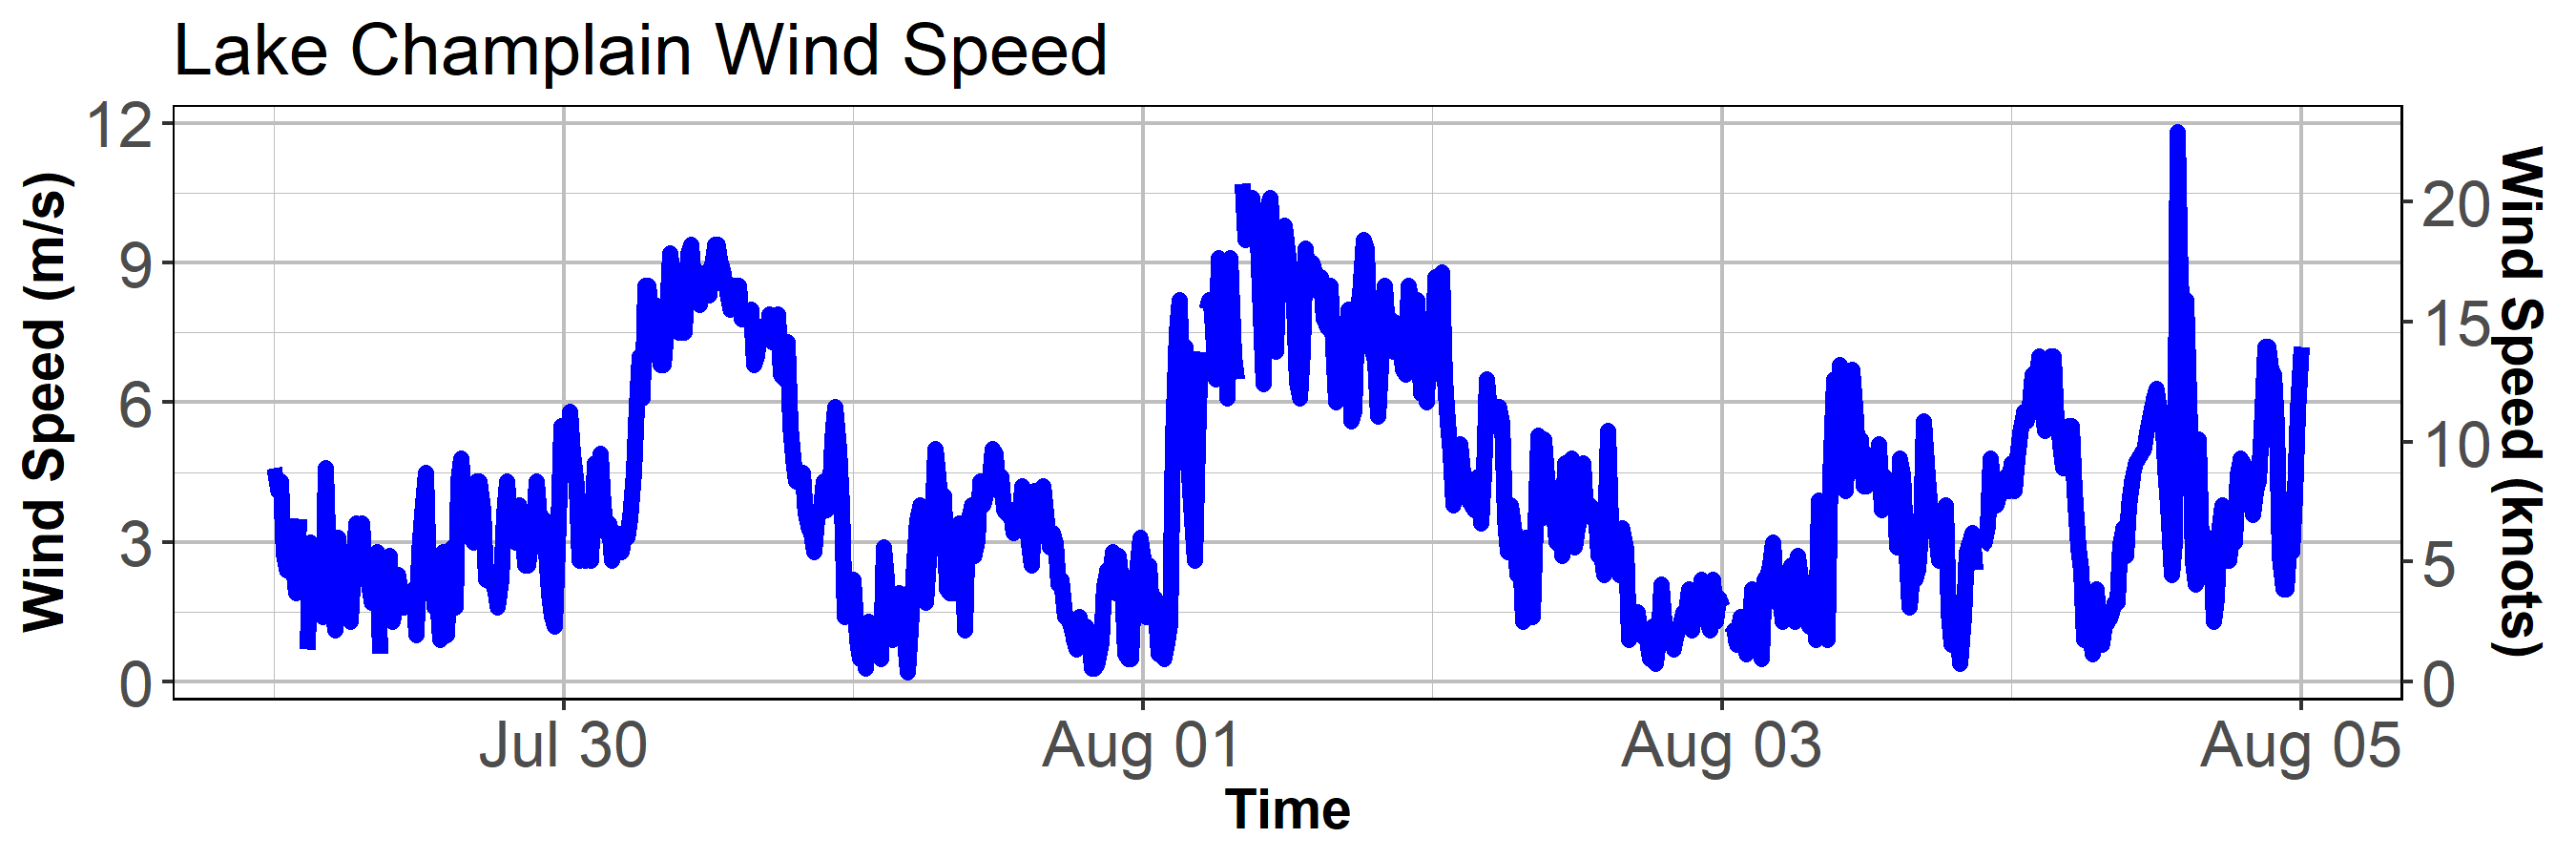 Lake Champlain Wind Speed
Wind Speed (m/s)
12
9
6
3
0
20
15
10
5
0
Wind Speed (knots)
Jul 30
Aug 01
Aug 03
Aug 05
Time